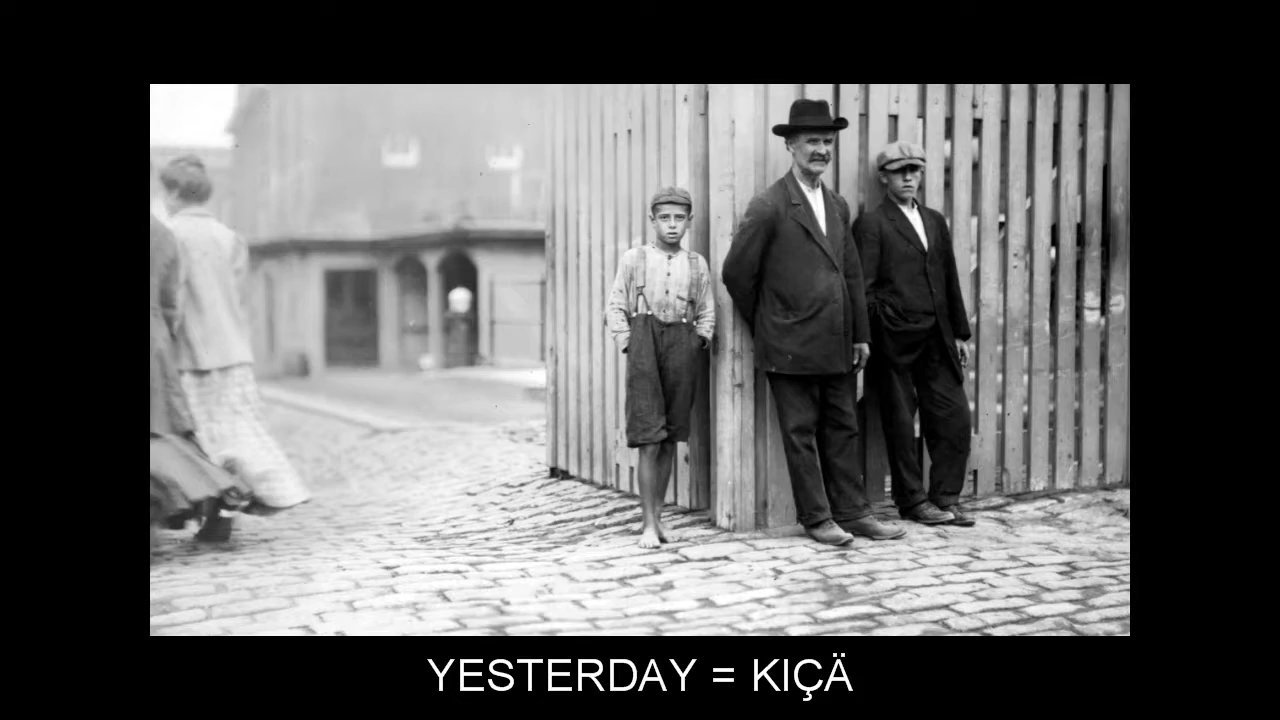 YESTERDAY = KIÇÄ